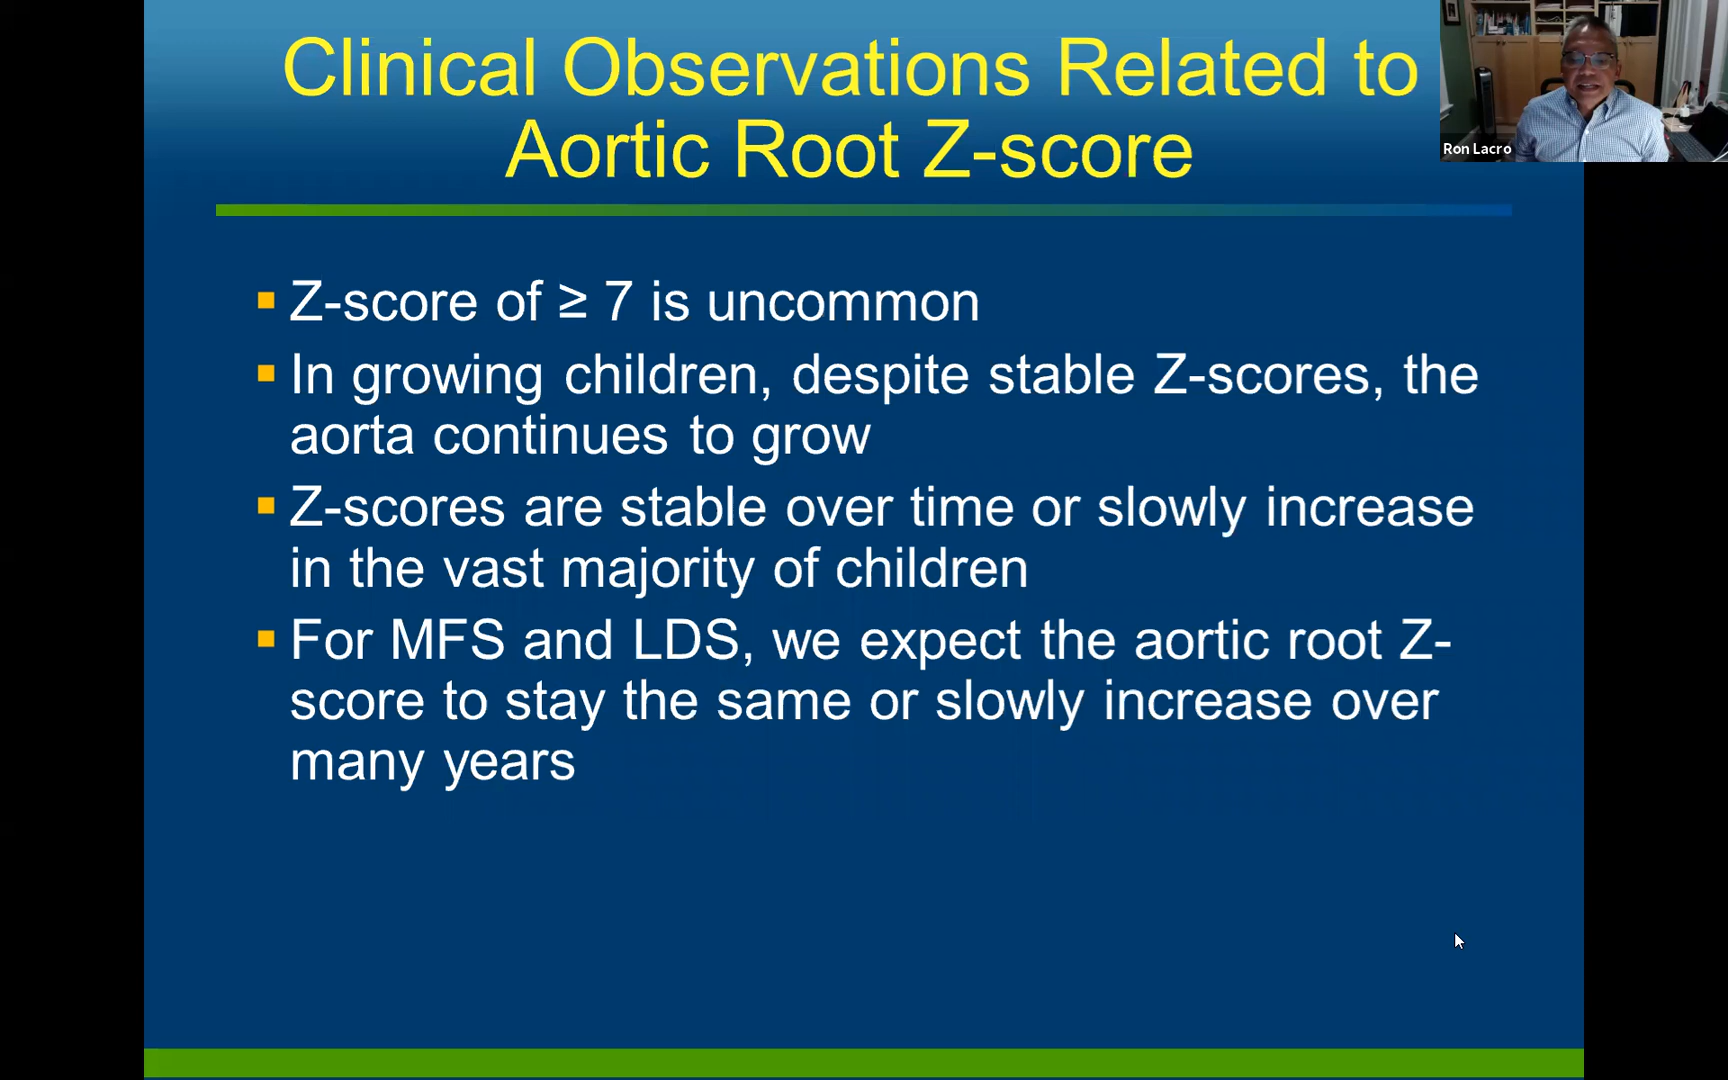 Clinical Observations Related to
Aortic Root Z-score
Ron Lacro
Z-score of ≥ 7 is uncommon
In growing children, despite stable Z-scores, the
aorta continues to grow
Z-scores are stable over time or slowly increase
in the vast majority of children
For MFS and LDS, we expect the aortic root Z-
score to stay the same or slowly increase over
many years